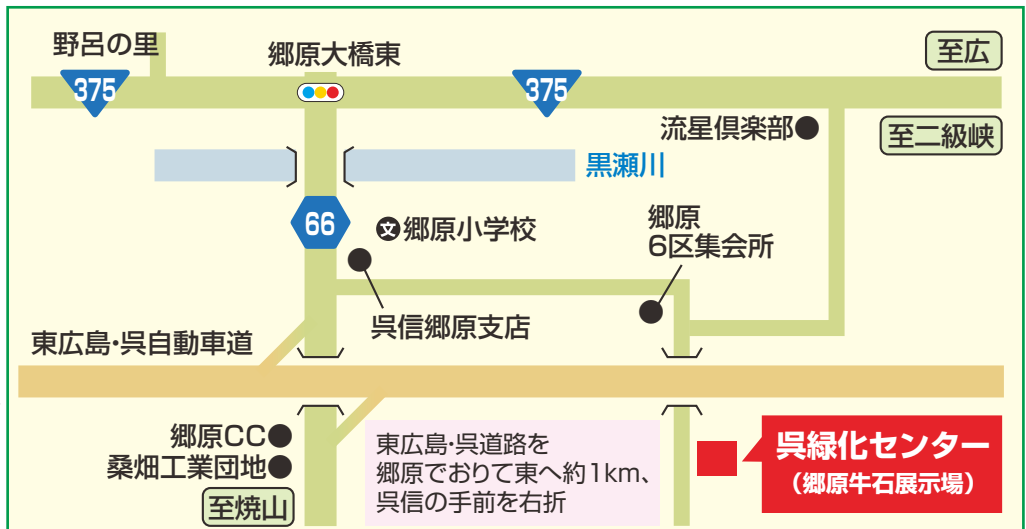 野呂の里
郷原大橋東
至広
375
375
流星倶楽部
至二級峡
黒瀬川
66
文
郷原小学校
郷原
6区集会所
呉信郷原支店
東広島・呉自動車道
郷原CC
桑畑工業団地
至焼山
東広島・呉道路を
郷原でおりて東へ約1km、
呉信の手前を右折
呉緑化センター
（郷原牛石展示場）